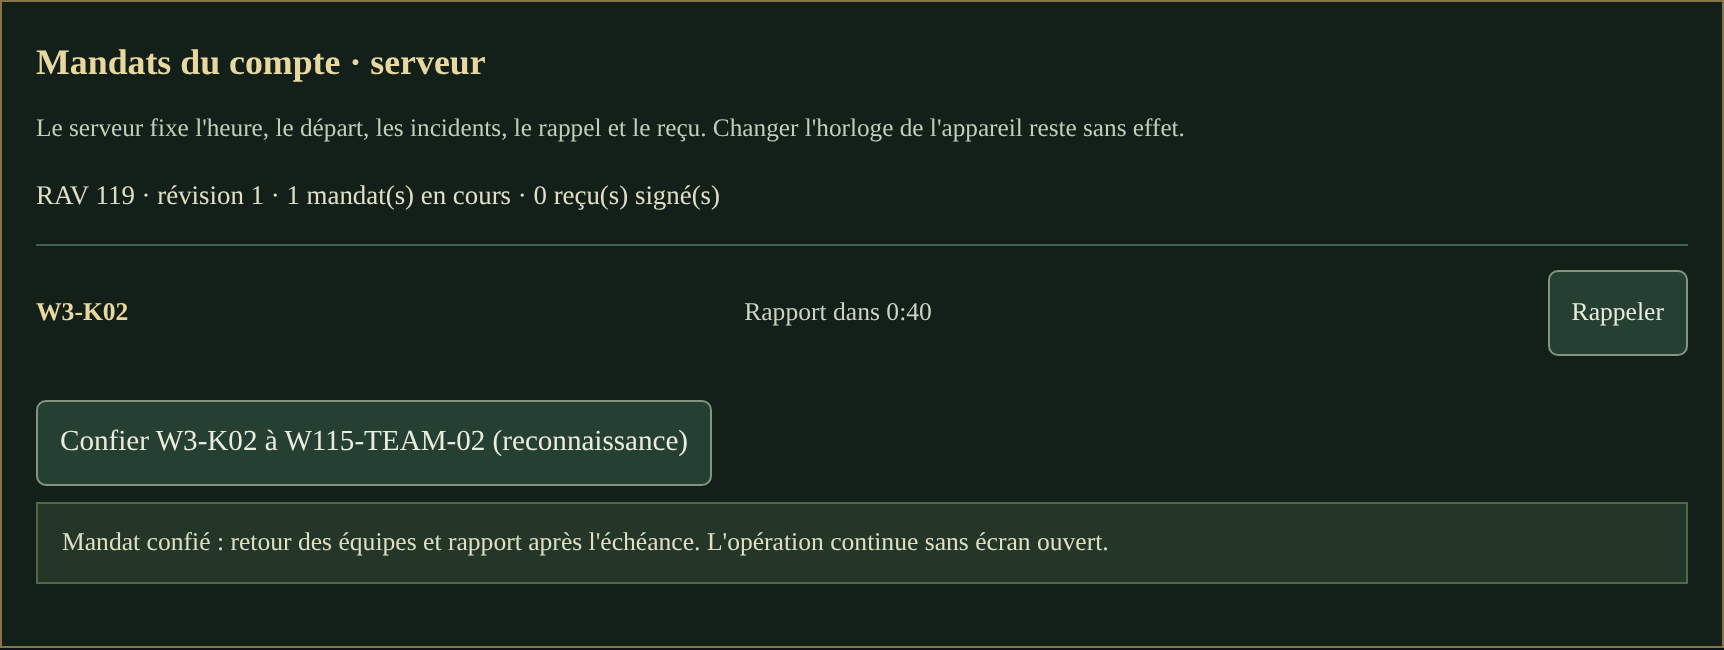 Mandats du compte · serveur
Le serveur fixe l'heure, le départ, les incidents, le rappel et le reçu. Changer l'horloge de l'appareil reste sans effet.
RAV 119 · révision 1 · 1 mandat(s) en cours · 0 reçu(s) signé(s)
W3-K02
Rapport dans 0:40
Rappeler
Confier W3-K02 à W115-TEAM-02 (reconnaissance)
Mandat confié : retour des équipes et rapport après l'échéance. L'opération continue sans écran ouvert.